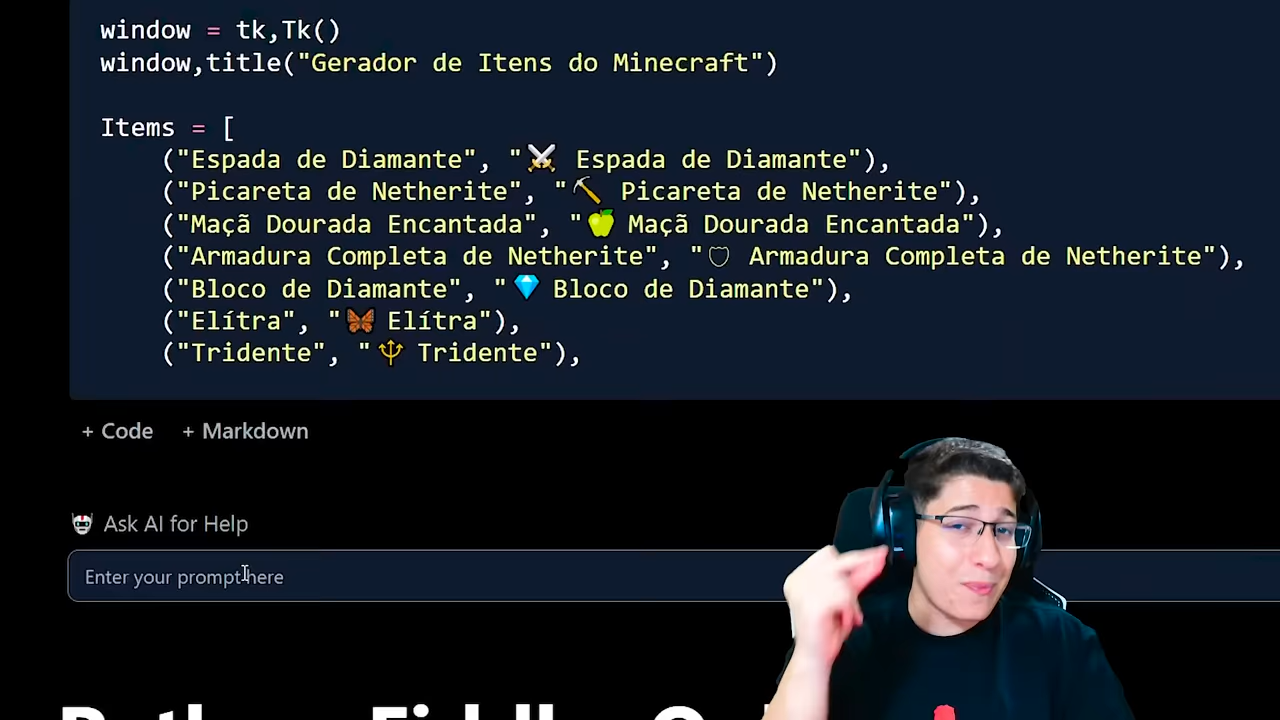 window = tk,Tk()
window,title("Gerador de Itens do Minecraft")
Items = [
("Espada de Diamante", "⚔️ Espada de Diamante"),
("Picareta de Netherite", "⛏️ Picareta de Netherite"),
("Maçã Dourada Encantada", "🍏 Maçã Dourada Encantada"),
("Armadura Completa de Netherite", "🛡 Armadura Completa de Netherite"),
("Bloco de Diamante", "💎 Bloco de Diamante"),
("Elítra", "🦋 Elítra"),
("Tridente", "🔱 Tridente"),
+ Code + Markdown
Ask AI for Help
Enter your prompt here